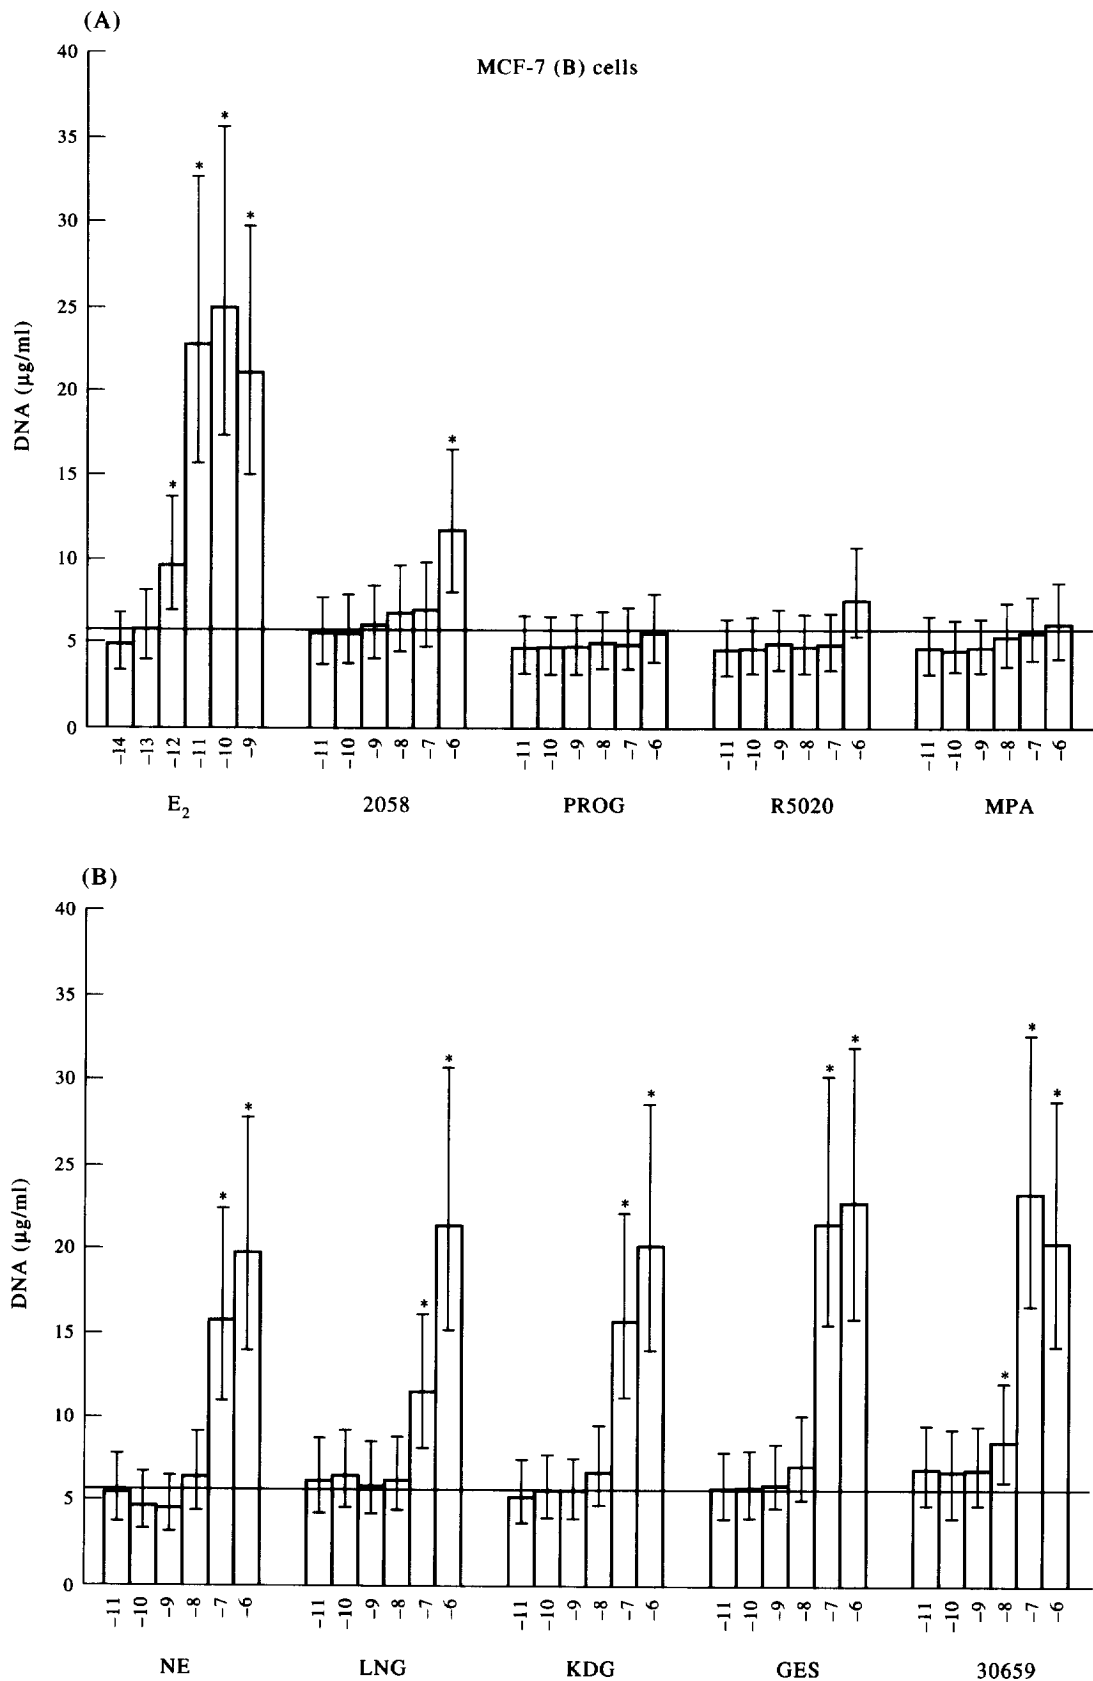 (A)
MCF-7 (B) cells
40
35
30
25
20
15
10
5
0
DNA (μg/ml)
* * * * *
-14 -13 -12 -11 -10 -9 -11 -10 -9 -8 -7 -6 -11 -10 -9 -8 -7 -6 -11 -10 -9 -8 -7 -6 -11 -10 -9 -8 -7 -6
E2 2058 PROG R5020 MPA
(B)
40
35
30
25
20
15
10
5
0
DNA (μg/ml)
* * * * * * * * * * *
-11 -10 -9 -8 -7 -6 -11 -10 -9 -8 -7 -6 -11 -10 -9 -8 -7 -6 -11 -10 -9 -8 -7 -6 -11 -10 -9 -8 -7 -6
NE LNG KDG GES 30659